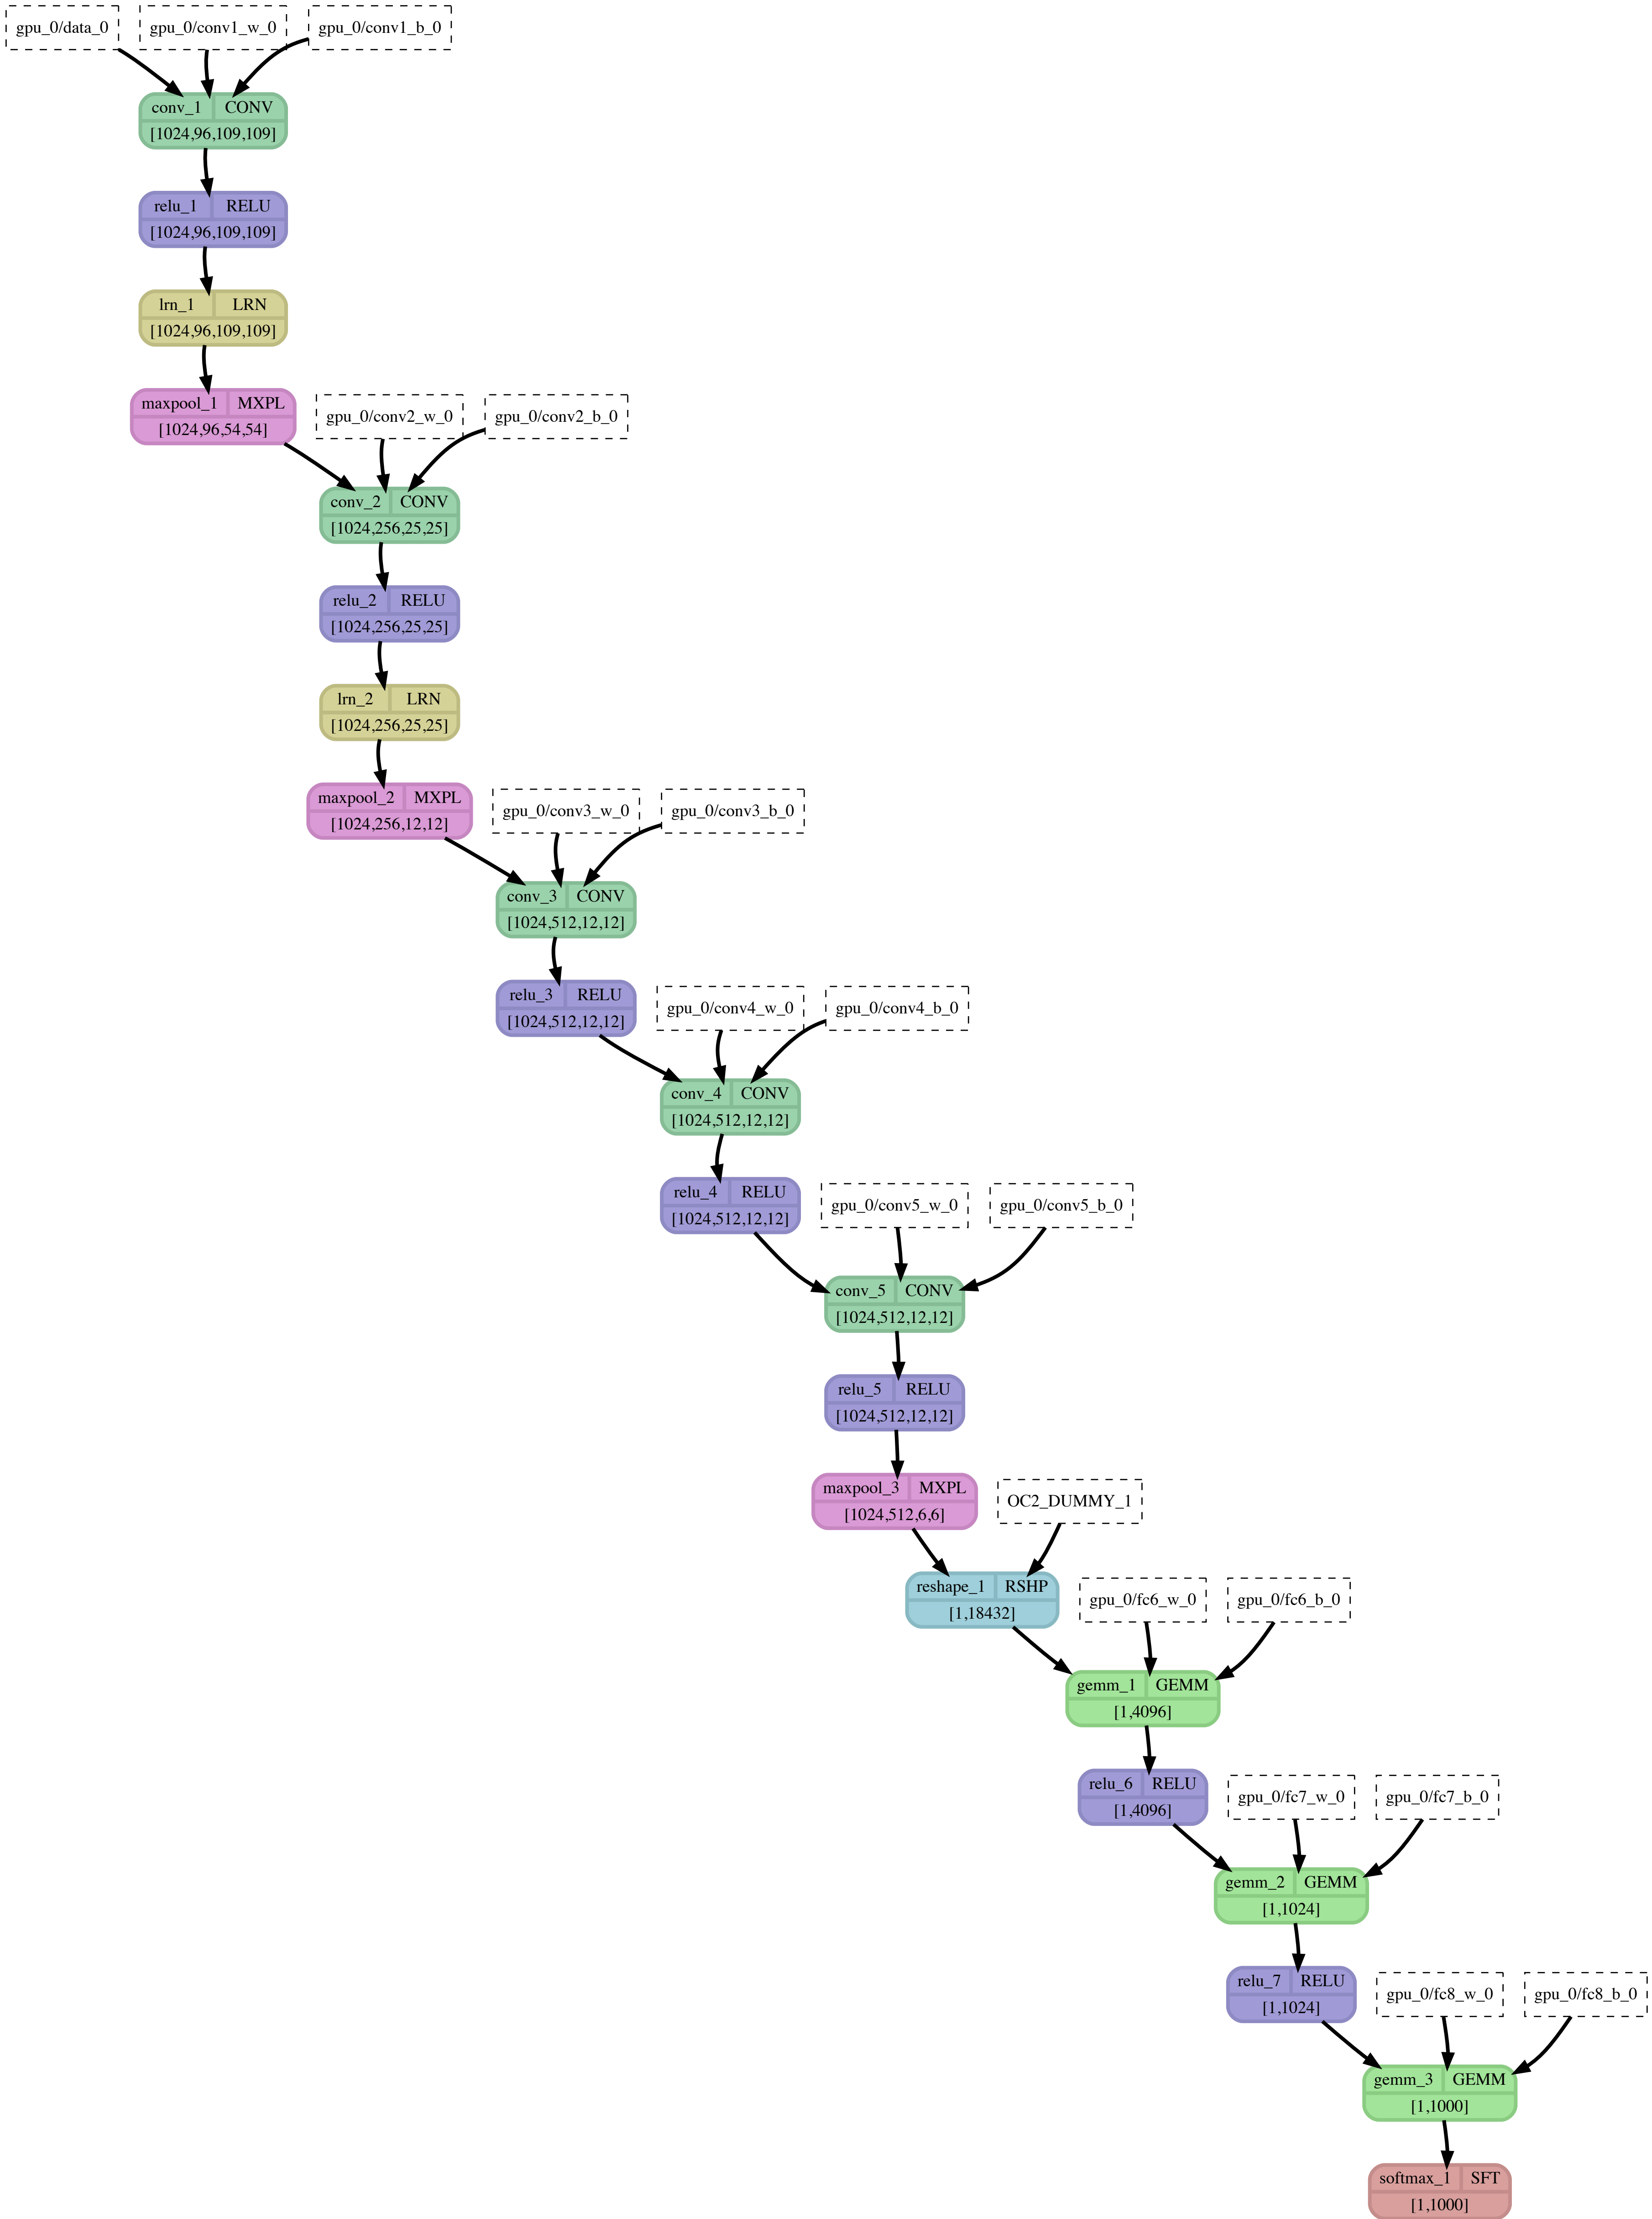 gpu_0/data_0 gpu_0/conv1_w_0 gpu_0/conv1_b_0
conv_1 CONV
[1024,96,109,109]
relu_1 RELU
[1024,96,109,109]
lrn_1 LRN
[1024,96,109,109]
maxpool_1 MXPL
[1024,96,54,54]
gpu_0/conv2_w_0 gpu_0/conv2_b_0
conv_2 CONV
[1024,256,25,25]
relu_2 RELU
[1024,256,25,25]
lrn_2 LRN
[1024,256,25,25]
maxpool_2 MXPL
[1024,256,12,12]
gpu_0/conv3_w_0 gpu_0/conv3_b_0
conv_3 CONV
[1024,512,12,12]
relu_3 RELU
[1024,512,12,12]
gpu_0/conv4_w_0 gpu_0/conv4_b_0
conv_4 CONV
[1024,512,12,12]
relu_4 RELU
[1024,512,12,12]
gpu_0/conv5_w_0 gpu_0/conv5_b_0
conv_5 CONV
[1024,512,12,12]
relu_5 RELU
[1024,512,12,12]
maxpool_3 MXPL
[1024,512,6,6]
OC2_DUMMY_1
reshape_1 RSHP
[1,18432]
gpu_0/fc6_w_0 gpu_0/fc6_b_0
gemm_1 GEMM
[1,4096]
relu_6 RELU
[1,4096]
gpu_0/fc7_w_0 gpu_0/fc7_b_0
gemm_2 GEMM
[1,1024]
relu_7 RELU
[1,1024]
gpu_0/fc8_w_0 gpu_0/fc8_b_0
gemm_3 GEMM
[1,1000]
softmax_1 SFT
[1,1000]